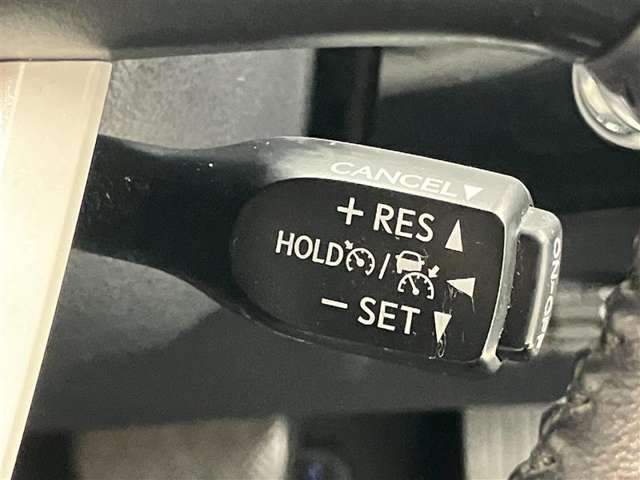 CANCEL▼
+ RES ▲
HOLD / ◀
− SET ▼
ON-OFF